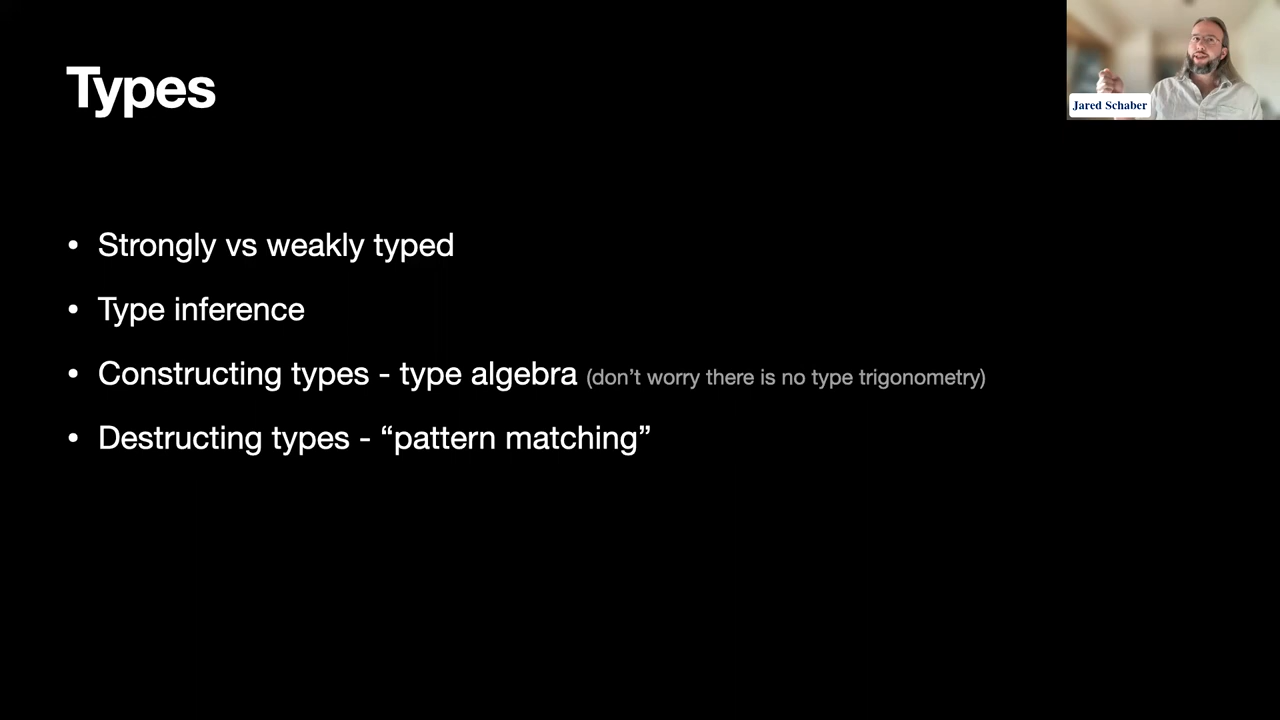 Types
Jared Schaber
• Strongly vs weakly typed
• Type inference
• Constructing types - type algebra (don’t worry there is no type trigonometry)
• Destructing types - “pattern matching”